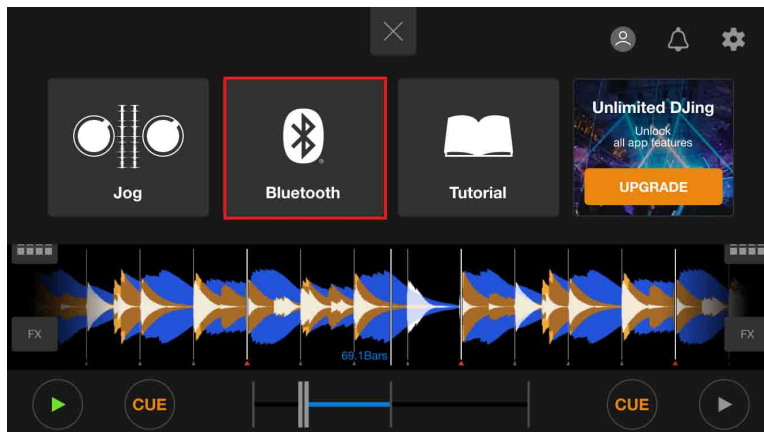 Unlimited DJing
Unlock
all app features
UPGRADE
Jog
Bluetooth
Tutorial
69.1Bars
FX
FX
CUE
CUE